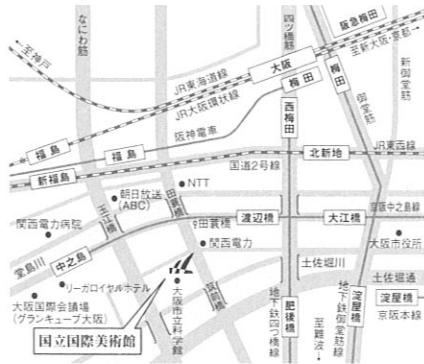 なにわ筋
四ツ橋筋
阪急梅田
至新大阪・京都
至神戸
JR東海道線
大阪
梅田
梅田
新御堂筋
JR大阪環状線
御堂筋
阪神電車
西梅田
福島
福島
北新地
JR東西線
国道2号線
新福島
NTT
朝日放送
(ABC)
田蓑橋
玉江橋
渡辺橋
大江橋
京阪中之島線
田蓑橋
関西電力病院
関西電力
大阪市役所
堂島川
中之島
土佐堀川
リーガロイヤルホテル
土佐堀通
大阪市立科学館
筑前橋
肥後橋
淀屋橋
淀屋橋
大阪国際会議場
(グランキューブ大阪)
地下鉄四つ橋線
地下鉄御堂筋線
京阪本線
至難波
国立国際美術館